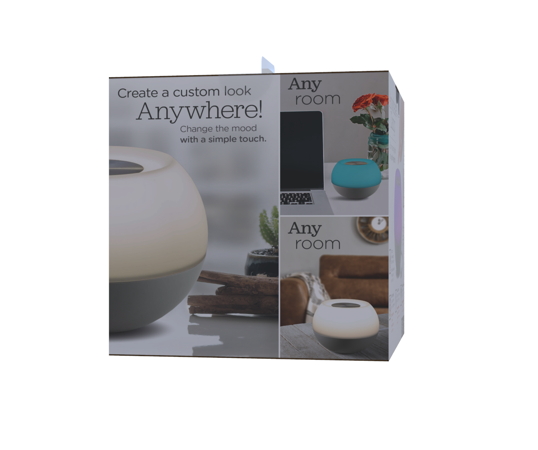 Create a custom look
Anywhere!
Change the mood
with a simple touch.
Any
room
Any
room